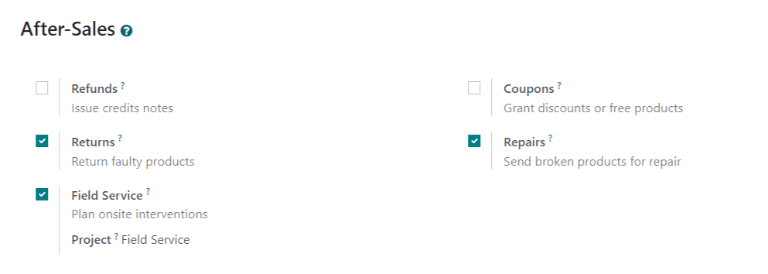 After-Sales ?
Refunds ?
Issue credits notes
Coupons ?
Grant discounts or free products
Returns ?
Return faulty products
Repairs ?
Send broken products for repair
Field Service ?
Plan onsite interventions
Project ? Field Service